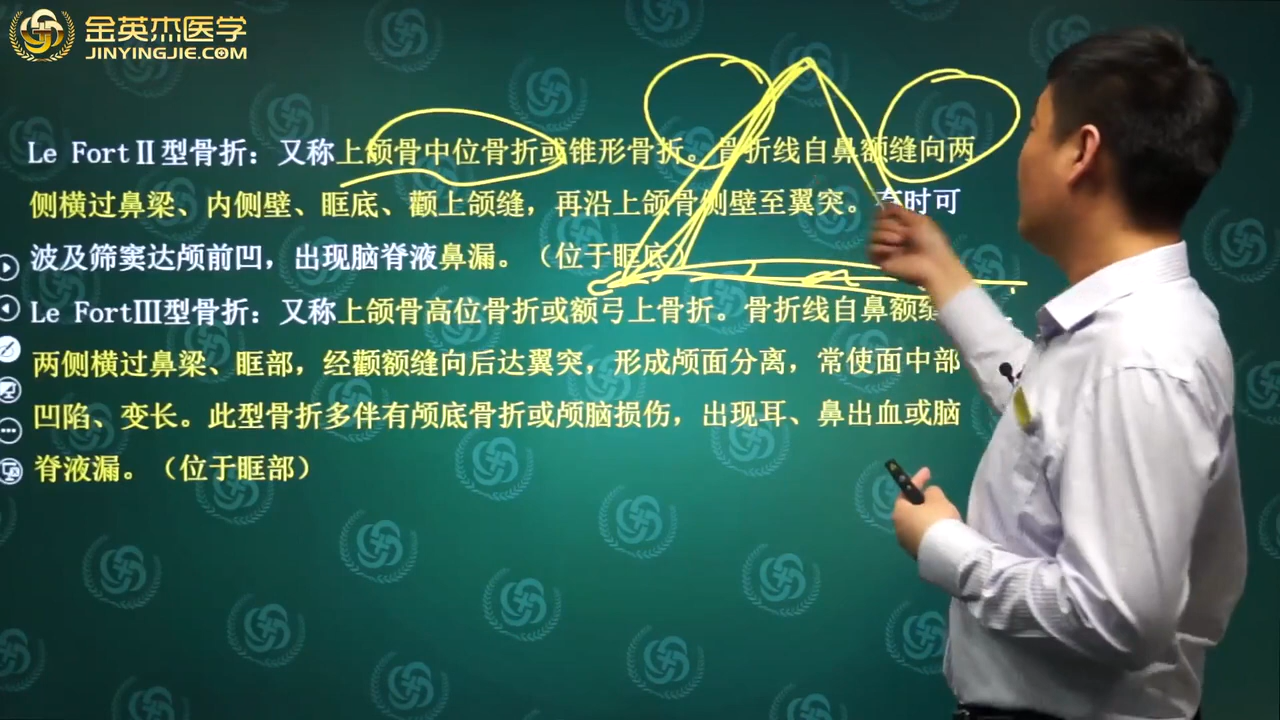 金英杰医学
JINYINGJIE.COM
Le FortⅡ型骨折：又称上颌骨中位骨折或锥形骨折。骨折线自鼻额缝向两
侧横过鼻梁、内侧壁、眶底、颧上颌缝，再沿上颌骨侧壁至翼突。有时可
波及筛窦达颅前凹，出现脑脊液鼻漏。（位于眶底）
Le FortⅢ型骨折：又称上颌骨高位骨折或额弓上骨折。骨折线自鼻额缝
两侧横过鼻梁、眶部，经颧额缝向后达翼突，形成颅面分离，常使面中部
凹陷、变长。此型骨折多伴有颅底骨折或颅脑损伤，出现耳、鼻出血或脑
脊液漏。（位于眶部）